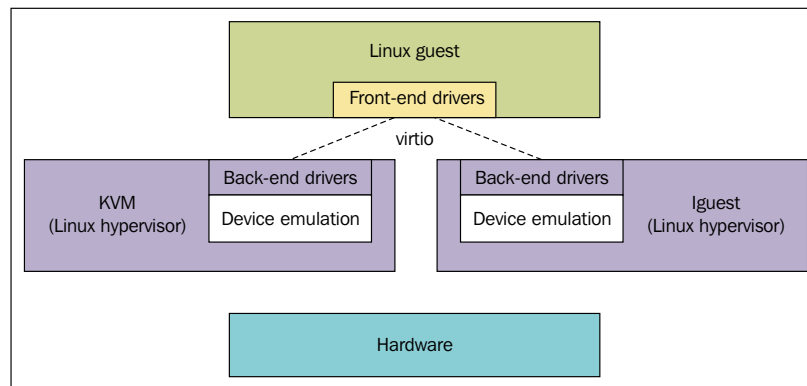 Linux guest
Front-end drivers
virtio
Back-end drivers
KVM
(Linux hypervisor)
Device emulation
Back-end drivers
Iguest
(Linux hypervisor)
Device emulation
Hardware